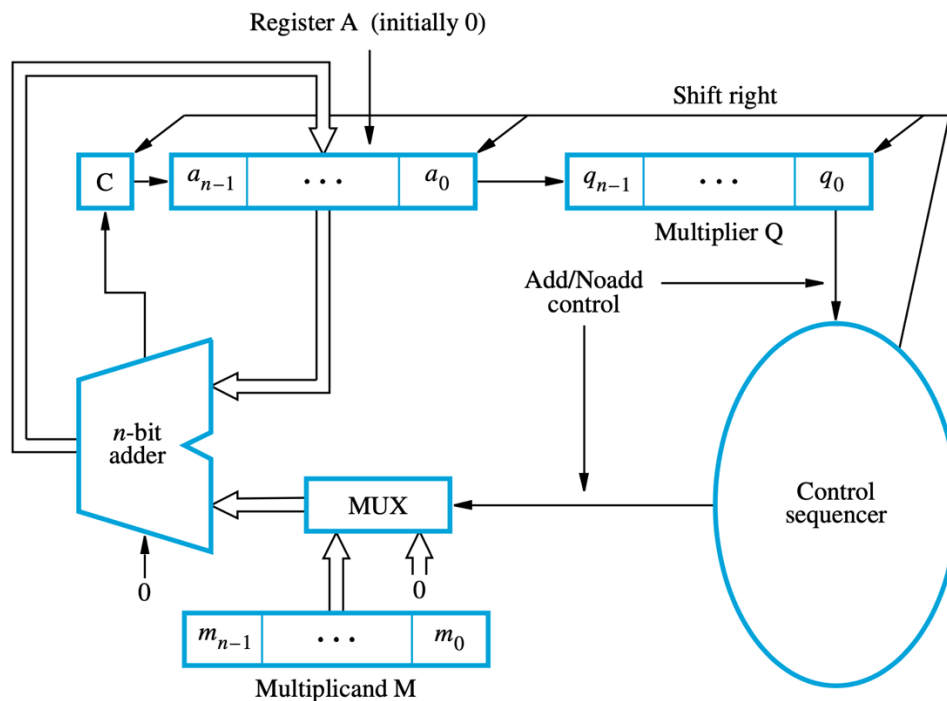 Register A (initially 0)
Shift right
C
a_{n−1} ⋯ a_0
q_{n−1} ⋯ q_0
Multiplier Q
Add/Noadd
control
n-bit
adder
MUX
Control
sequencer
0
0
m_{n−1} ⋯ m_0
Multiplicand M